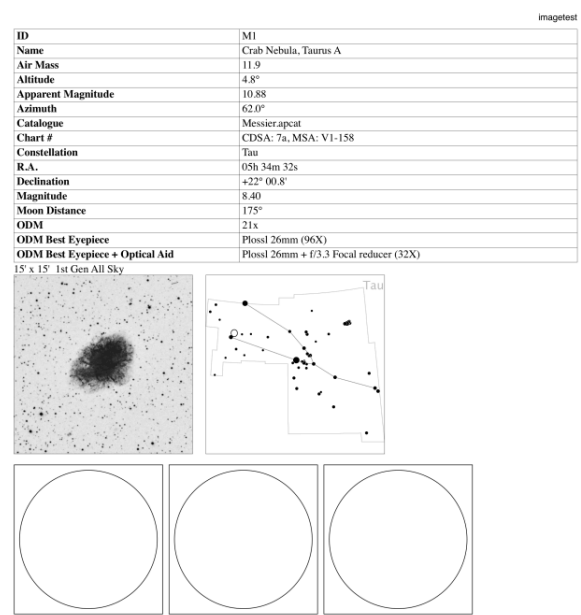 imagetest
ID M1
Name Crab Nebula, Taurus A
Air Mass 11.9
Altitude 4.8°
Apparent Magnitude 10.88
Azimuth 62.0°
Catalogue Messier.apcat
Chart # CDSA: 7a, MSA: V1-158
Constellation Tau
R.A. 05h 34m 32s
Declination +22° 00.8'
Magnitude 8.40
Moon Distance 175°
ODM 21x
ODM Best Eyepiece Plossl 26mm (96X)
ODM Best Eyepiece + Optical Aid Plossl 26mm + f/3.3 Focal reducer (32X)
15' x 15' 1st Gen All Sky
Tau